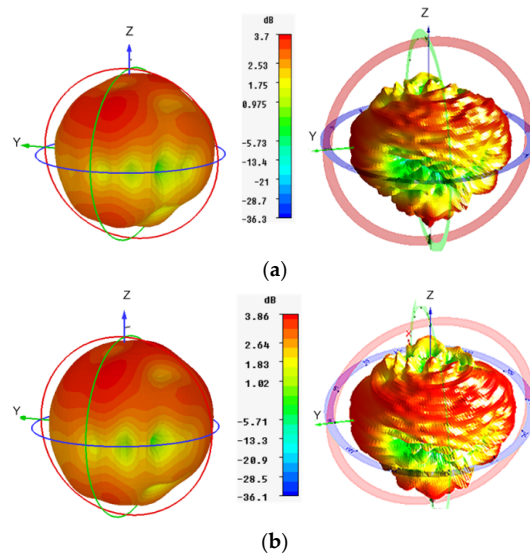 Z
Y
dB
3.7
2.53
1.75
0.975
-5.73
-13.4
-21
-28.7
-36.3
Z
Y
(a)
Z
Y
dB
3.86
2.64
1.83
1.02
-5.71
-13.3
-20.9
-28.5
-36.1
Z
X
Y
(b)